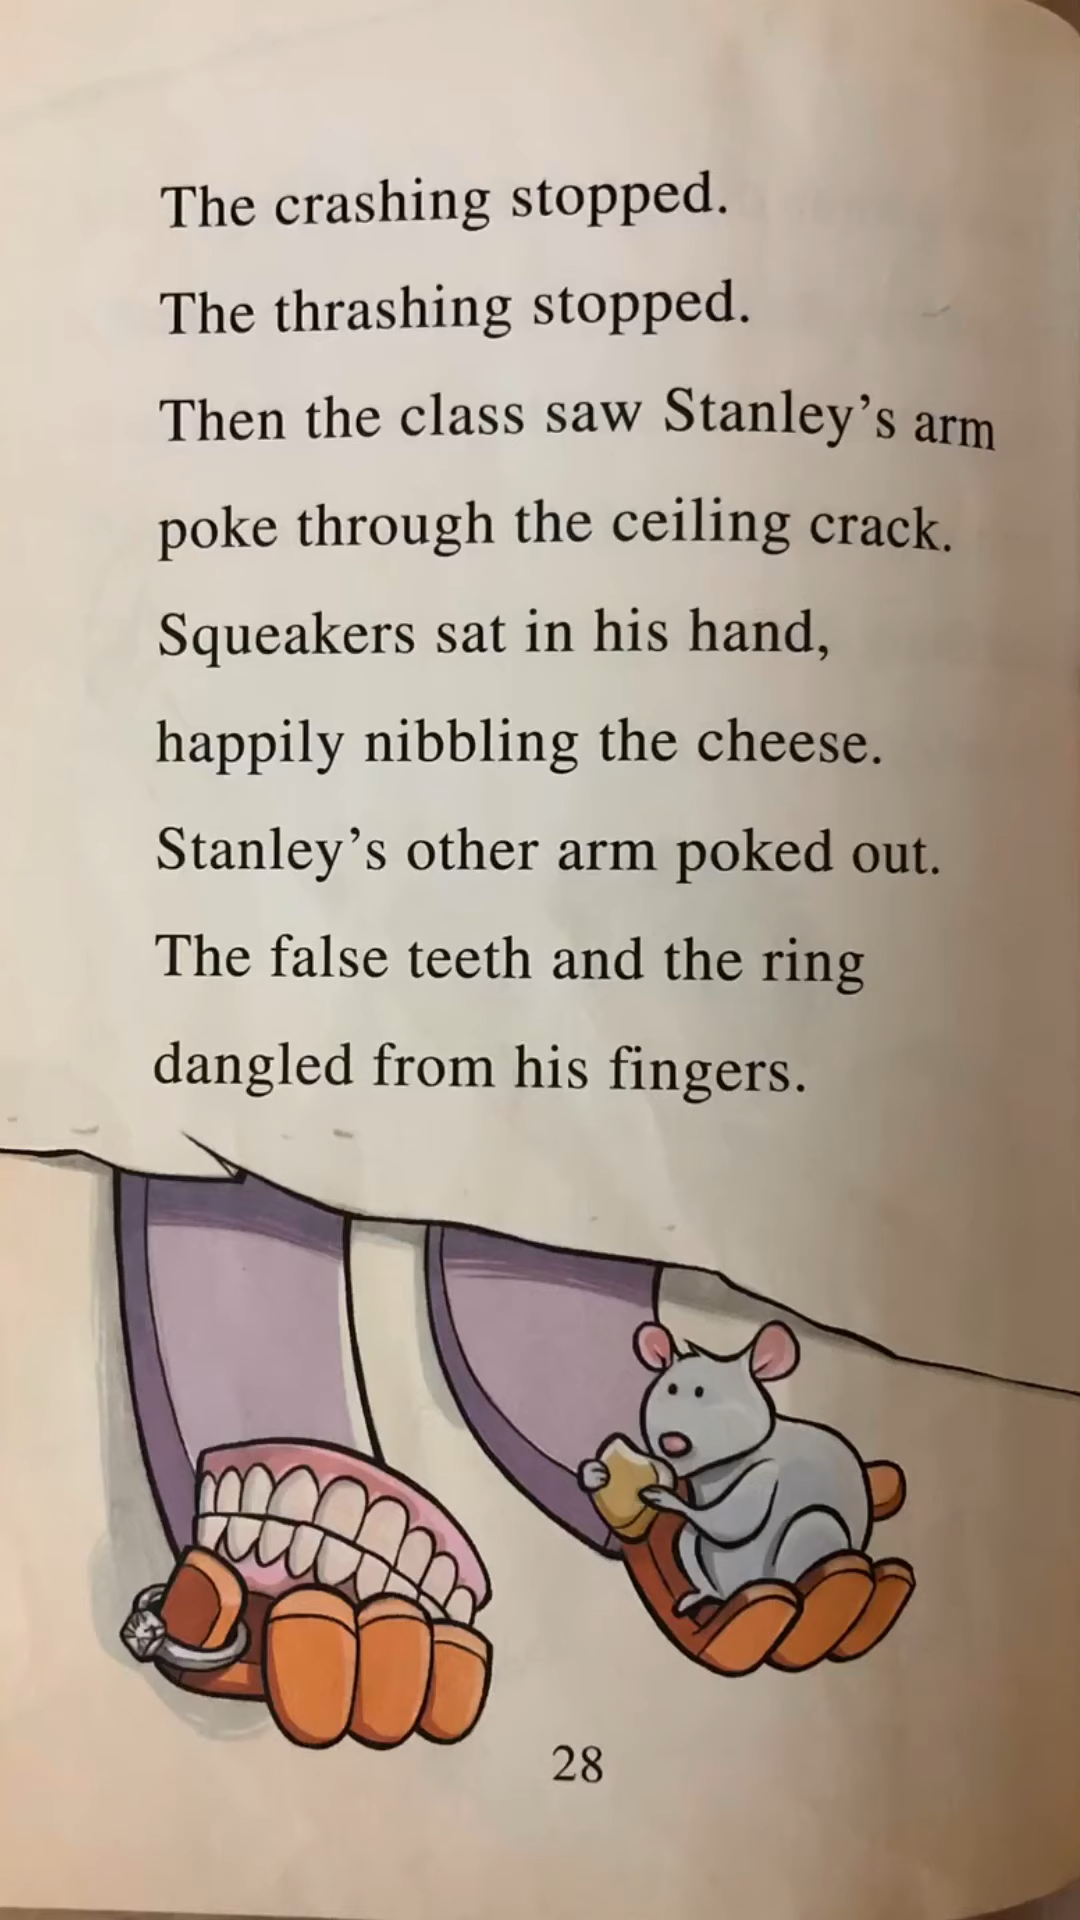 The crashing stopped.
The thrashing stopped.
Then the class saw Stanley’s arm
poke through the ceiling crack.
Squeakers sat in his hand,
happily nibbling the cheese.
Stanley’s other arm poked out.
The false teeth and the ring
dangled from his fingers.
28